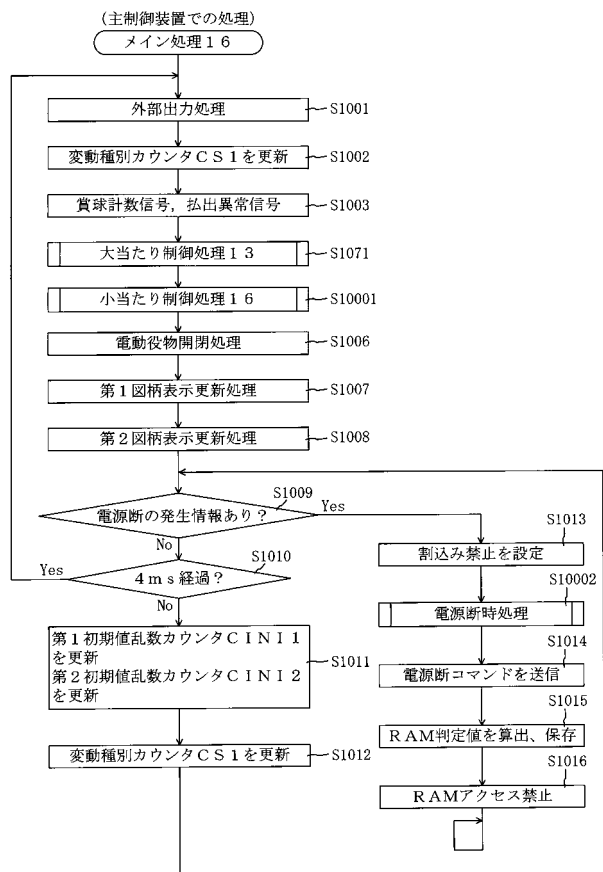 (主制御装置での処理)
メイン処理１６
外部出力処理
S1001
変動種別カウンタＣＳ１を更新
S1002
賞球計数信号，払出異常信号
S1003
大当たり制御処理１３
S1071
小当たり制御処理１６
S10001
電動役物開閉処理
S1006
第１図柄表示更新処理
S1007
第２図柄表示更新処理
S1008
電源断の発生情報あり？
S1009
Yes
No
４ｍｓ経過？
S1010
Yes
No
第１初期値乱数カウンタＣＩＮＩ１
を更新
第２初期値乱数カウンタＣＩＮＩ２
を更新
S1011
変動種別カウンタＣＳ１を更新
S1012
割込み禁止を設定
S1013
電源断時処理
S10002
電源断コマンドを送信
S1014
ＲＡＭ判定値を算出、保存
S1015
ＲＡＭアクセス禁止
S1016